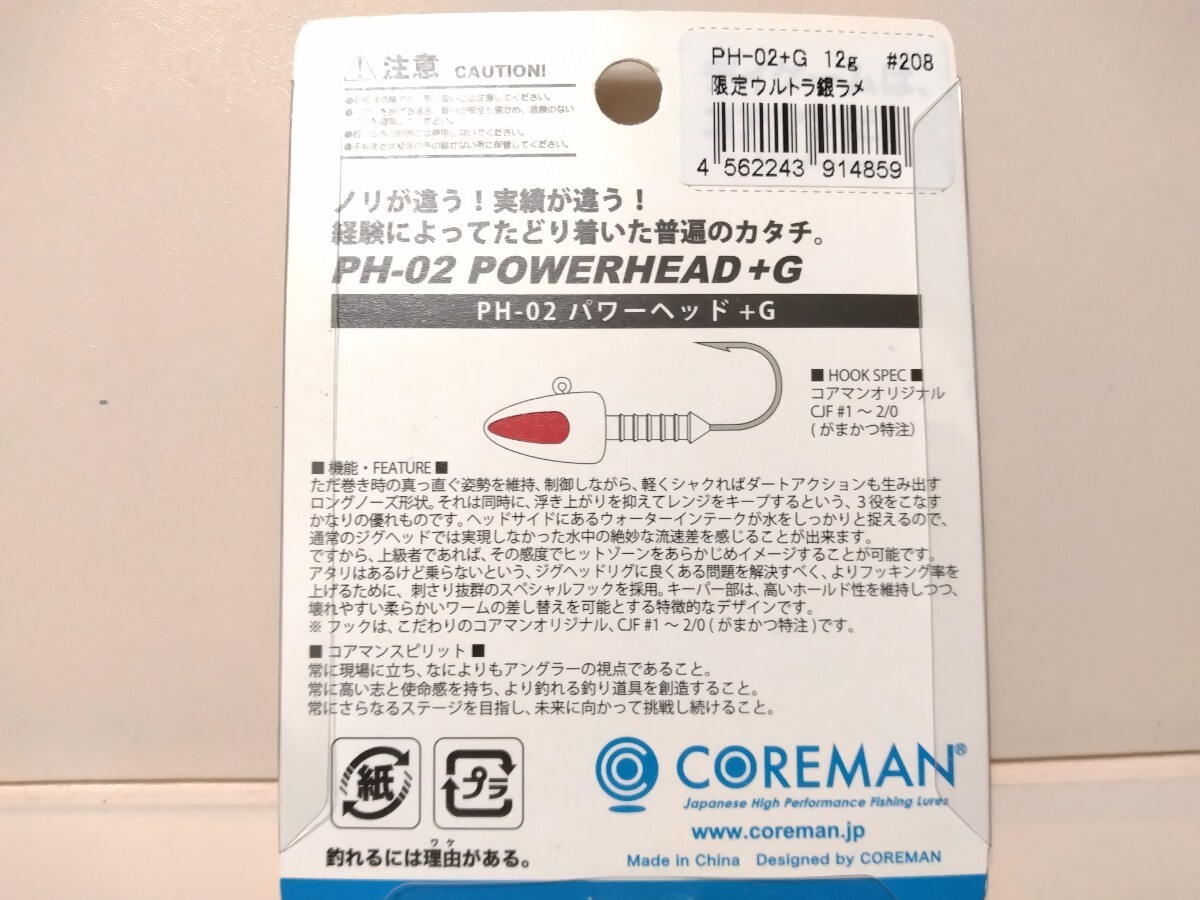 注意 CAUTION!
PH-02+G 12g #208
限定ウルトラ銀ラメ
4 562243 914859
ノリが違う！実績が違う！
経験によってたどり着いた普遍のカタチ。
PH-02 POWERHEAD+G
PH-02 パワーヘッド +G
■ HOOK SPEC ■
コアマンオリジナル
CJF #1 〜 2/0
( がまかつ特注)
■ 機能・FEATURE ■
ただ巻き時の真っ直ぐ姿勢を維持、制御しながら、軽くシャクればダートアクションも生み出す
ロングノーズ形状。それは同時に、浮き上がりを抑えてレンジをキープするという、３役をこなす
かなりの優れものです。ヘッドサイドにあるウォーターインテークが水をしっかりと捉えるので、
通常のジグヘッドでは実現しなかった水中の絶妙な流速差を感じることが出来ます。
ですから、上級者であれば、その感度でヒットゾーンをあらかじめイメージすることが可能です。
アタリはあるけど乗らないという、ジグヘッドリグに良くある問題を解決すべく、よりフッキング率を
上げるために、刺さり抜群のスペシャルフックを採用。キーパー部は、高いホールド性を維持しつつ、
壊れやすい柔らかいワームの差し替えを可能とする特徴的なデザインです。
※ フックは、こだわりのコアマンオリジナル、CJF #1 〜 2/0 ( がまかつ特注 ) です。
■ コアマンスピリット ■
常に現場に立ち、なによりもアングラーの視点であること。
常に高い志と使命感を持ち、より釣れる釣り道具を創造すること。
常にさらなるステージを目指し、未来に向かって挑戦し続けること。
紙 プラ
COREMAN®
Japanese High Performance Fishing Lures
www.coreman.jp
ワケ
釣れるには理由がある。
Made in China Designed by COREMAN